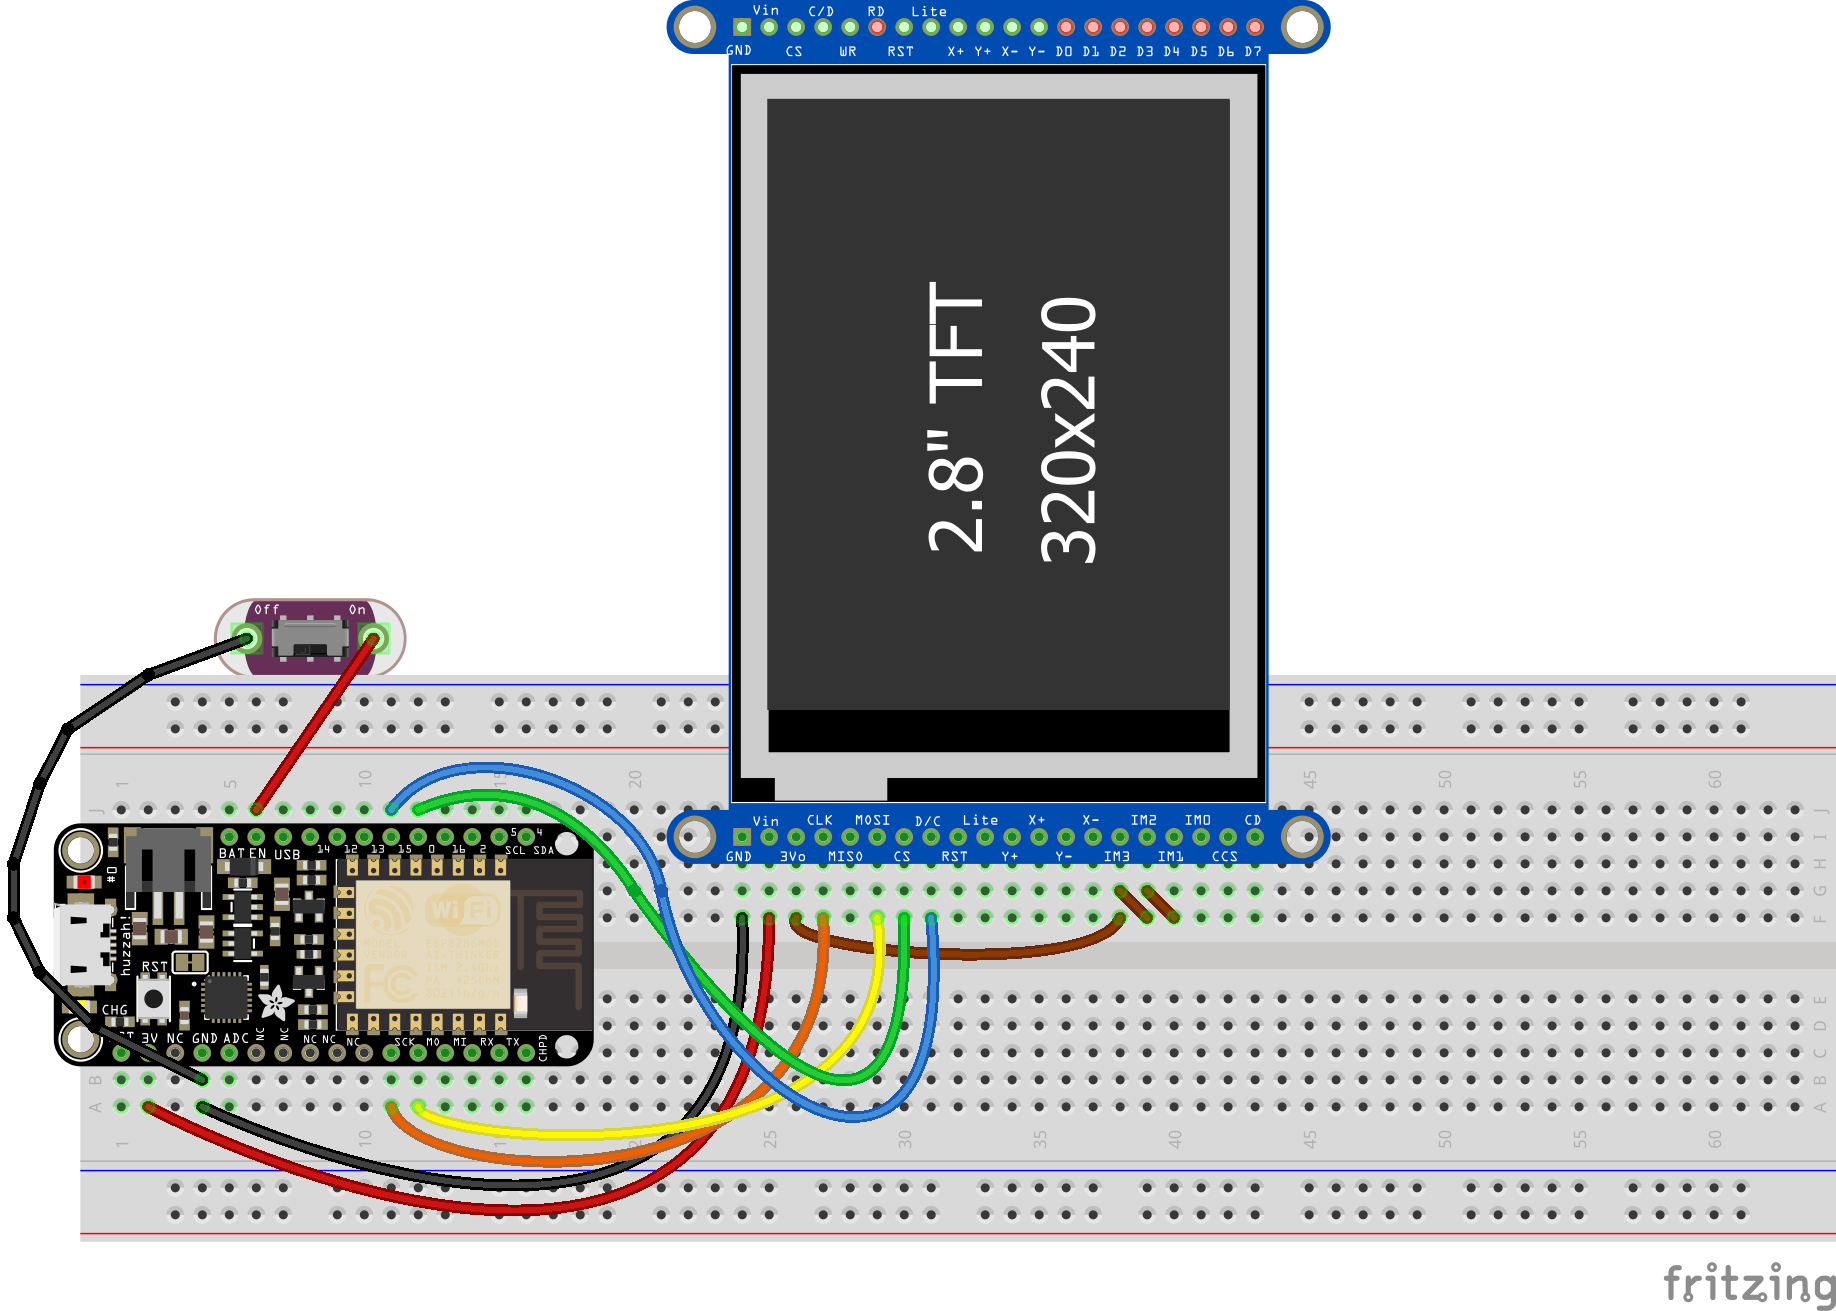 Vin C/D RD Lite
GND CS WR RST X+ Y+ X- Y- D0 D1 D2 D3 D4 D5 D6 D7
2.8" TFT
320x240
Off On
1 5 10 15 20 45 50 55 60
J J
Vin CLK MOSI D/C Lite X+ X- IM2 IM0 CD
GND 3Vo MISO CS RST Y+ Y- IM3 IM1 CCS
I
H
G
F
BAT EN USB 14 12 13 15 0 16 2 5 4
SCL SDA
#0
huzzah!
WiFi
FC
RST
CHG
3V NC GND ADC NC NC NC NC NC SCK MO MI RX TX CHPD
E
D
C
B B
A A
1 10 25 30 35 40 45 50 55 60
fritzing